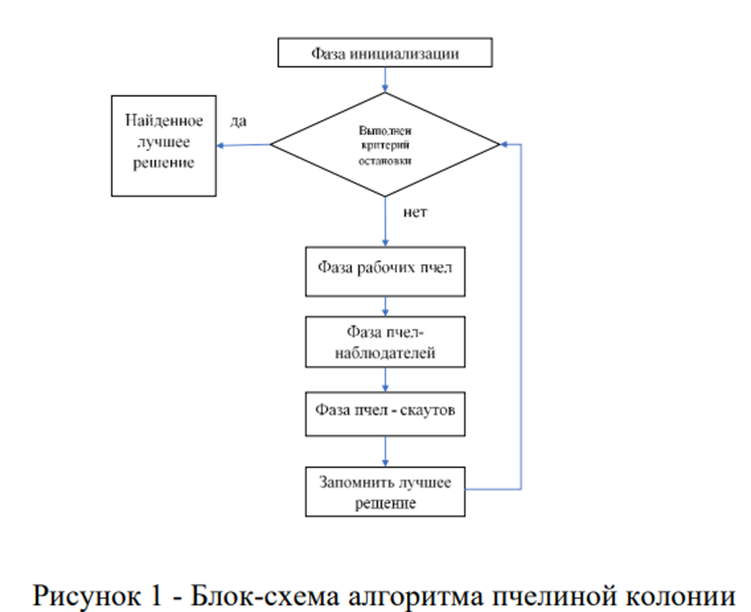 Фаза инициализации
Найденное
лучшее
решение
да
Выполнен
критерий
остановки
нет
Фаза рабочих пчел
Фаза пчел-
наблюдателей
Фаза пчел - скаутов
Запомнить лучшее
рещение
Рисунок 1 - Блок-схема алгоритма пчелиной колонии